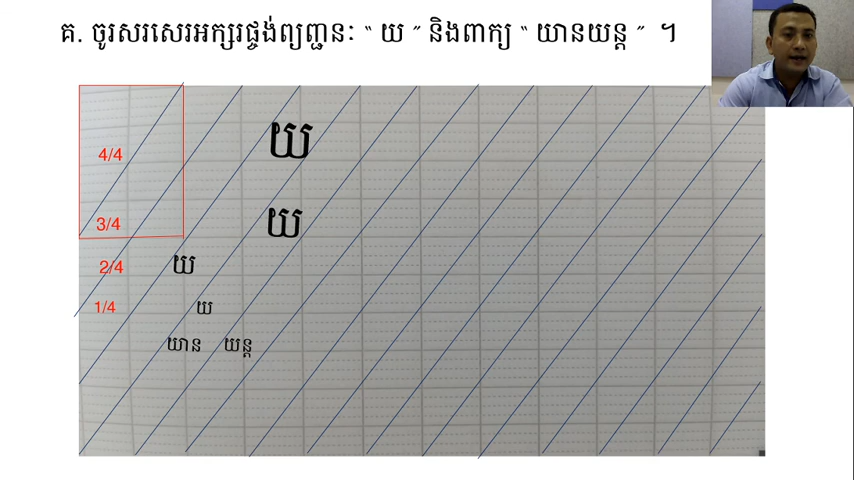 គ. ចូរសរសេរអក្សរផ្ចង់ព្យញ្ជនៈ “ យ ” និងពាក្យ “ យានយន្ត ” ។
4/4 យ
3/4 យ
2/4 យ
1/4 យ
យាន យន្ត